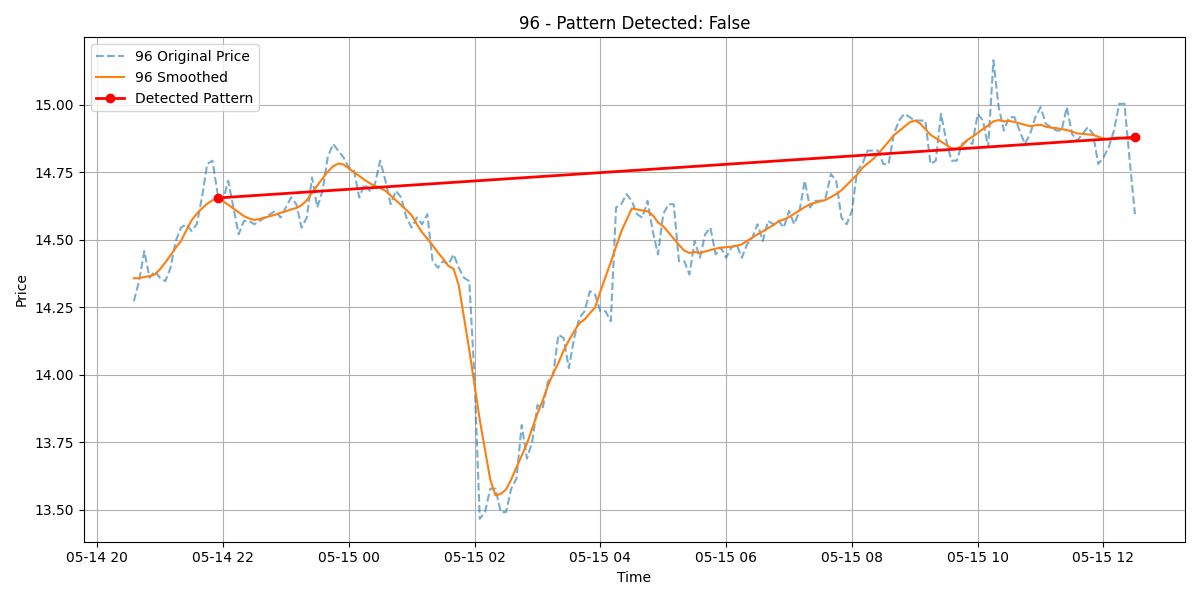 96 - Pattern Detected: False
96 Original Price
96 Smoothed
Detected Pattern
Price
15.00
14.75
14.50
14.25
14.00
13.75
13.50
05-14 20
05-14 22
05-15 00
05-15 02
05-15 04
05-15 06
05-15 08
05-15 10
05-15 12
Time